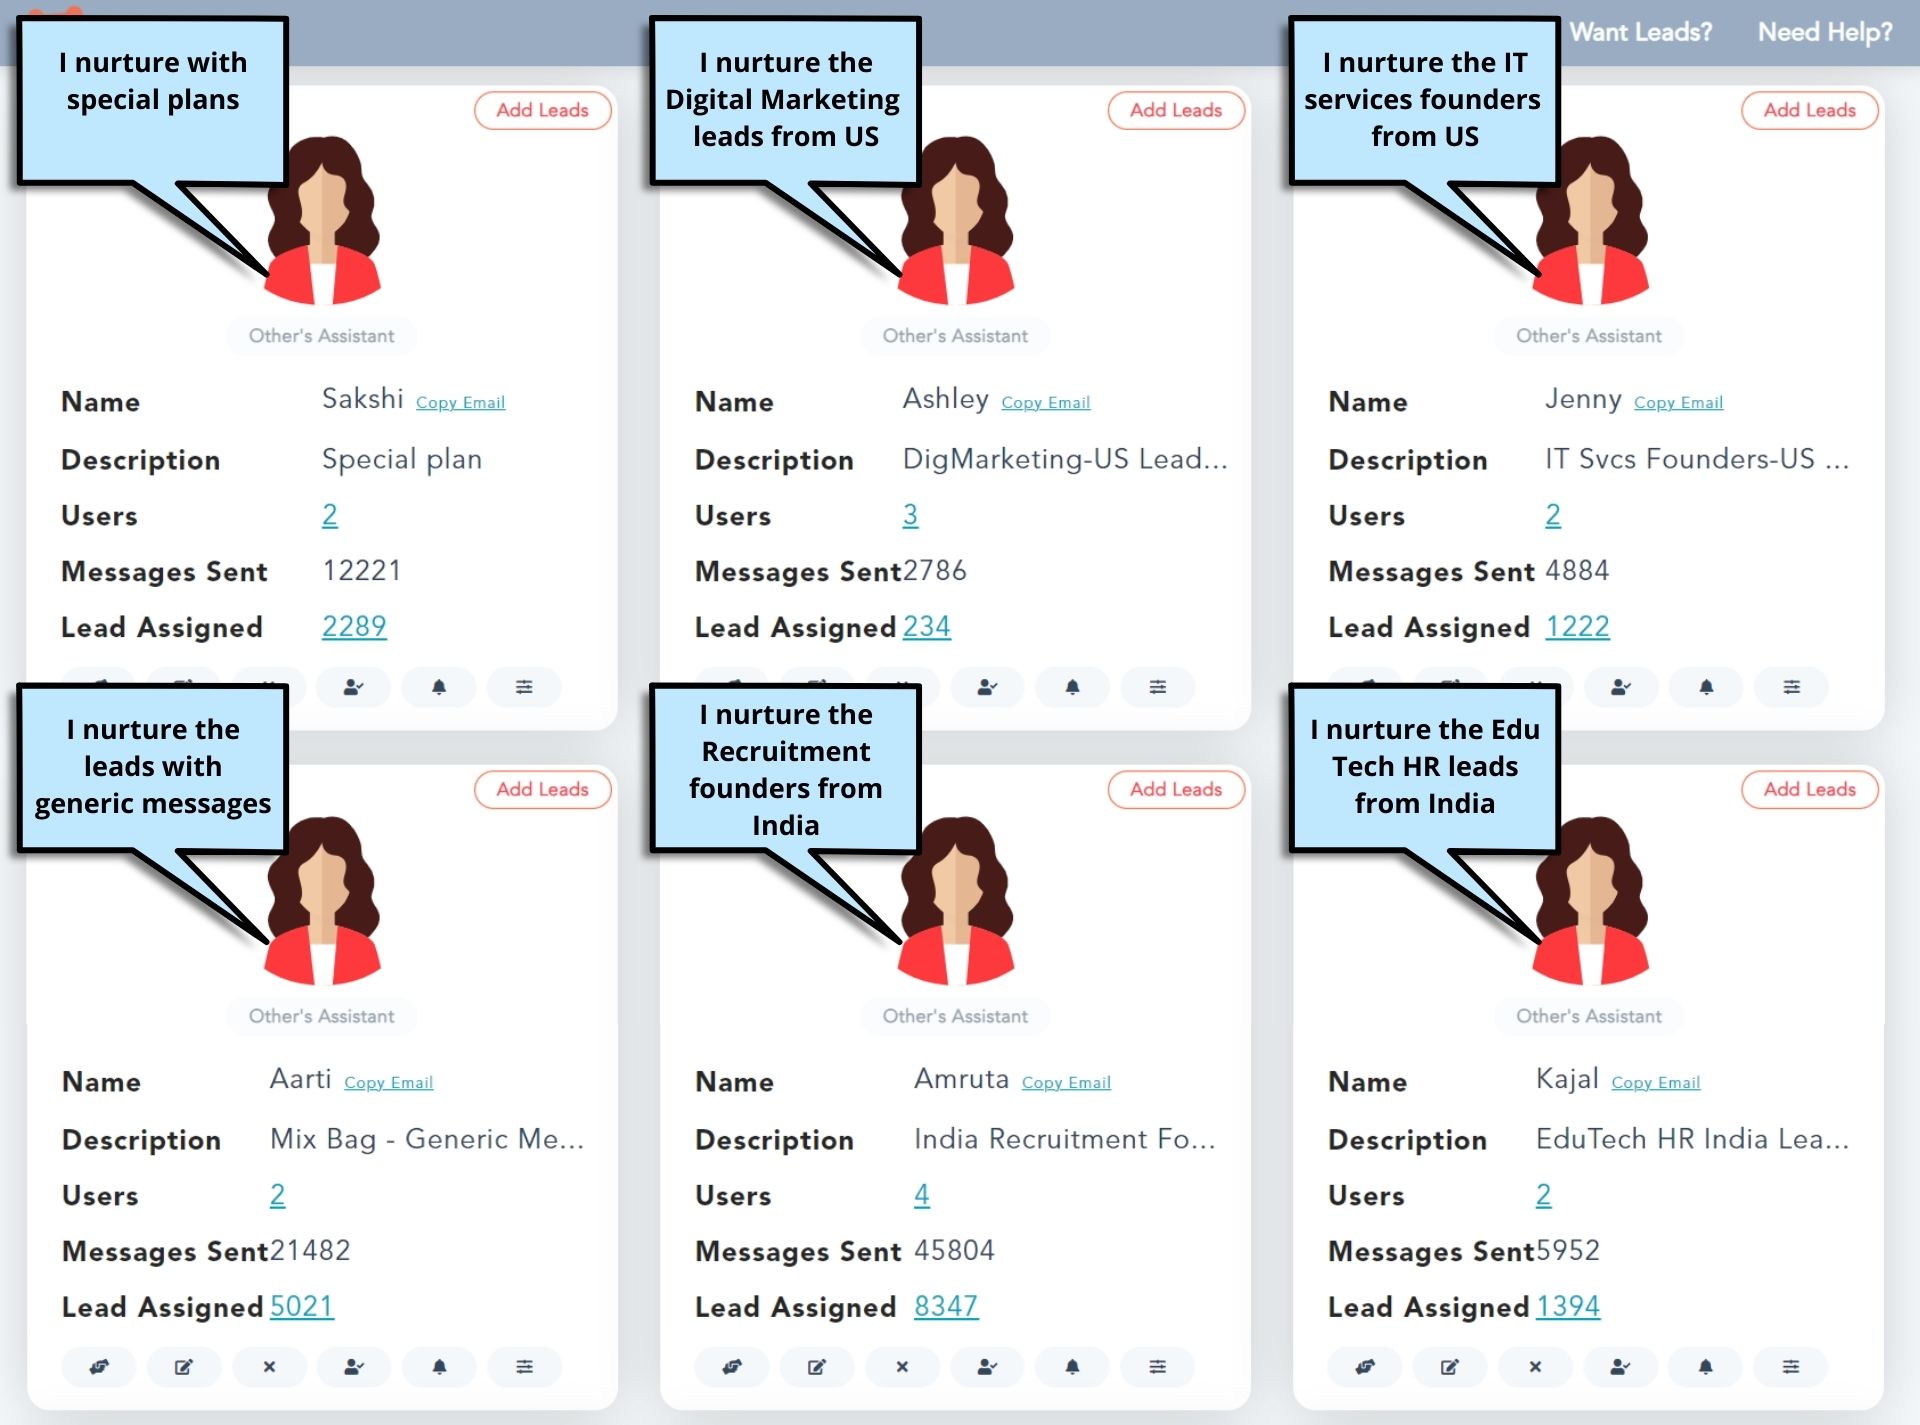 Want Leads? Need Help?
I nurture with
special plans
Add Leads
Other's Assistant
Name Sakshi Copy Email
Description Special plan
Users 2
Messages Sent 12221
Lead Assigned 2289
I nurture the
Digital Marketing
leads from US
Add Leads
Other's Assistant
Name Ashley Copy Email
Description DigMarketing-US Lead...
Users 3
Messages Sent 2786
Lead Assigned 234
I nurture the IT
services founders
from US
Add Leads
Other's Assistant
Name Jenny Copy Email
Description IT Svcs Founders-US ...
Users 2
Messages Sent 4884
Lead Assigned 1222
I nurture the
leads with
generic messages
Add Leads
Other's Assistant
Name Aarti Copy Email
Description Mix Bag - Generic Me...
Users 2
Messages Sent 21482
Lead Assigned 5021
I nurture the
Recruitment
founders from
India
Add Leads
Other's Assistant
Name Amruta Copy Email
Description India Recruitment Fo...
Users 4
Messages Sent 45804
Lead Assigned 8347
I nurture the Edu
Tech HR leads
from India
Add Leads
Other's Assistant
Name Kajal Copy Email
Description EduTech HR India Lea...
Users 2
Messages Sent 5952
Lead Assigned 1394